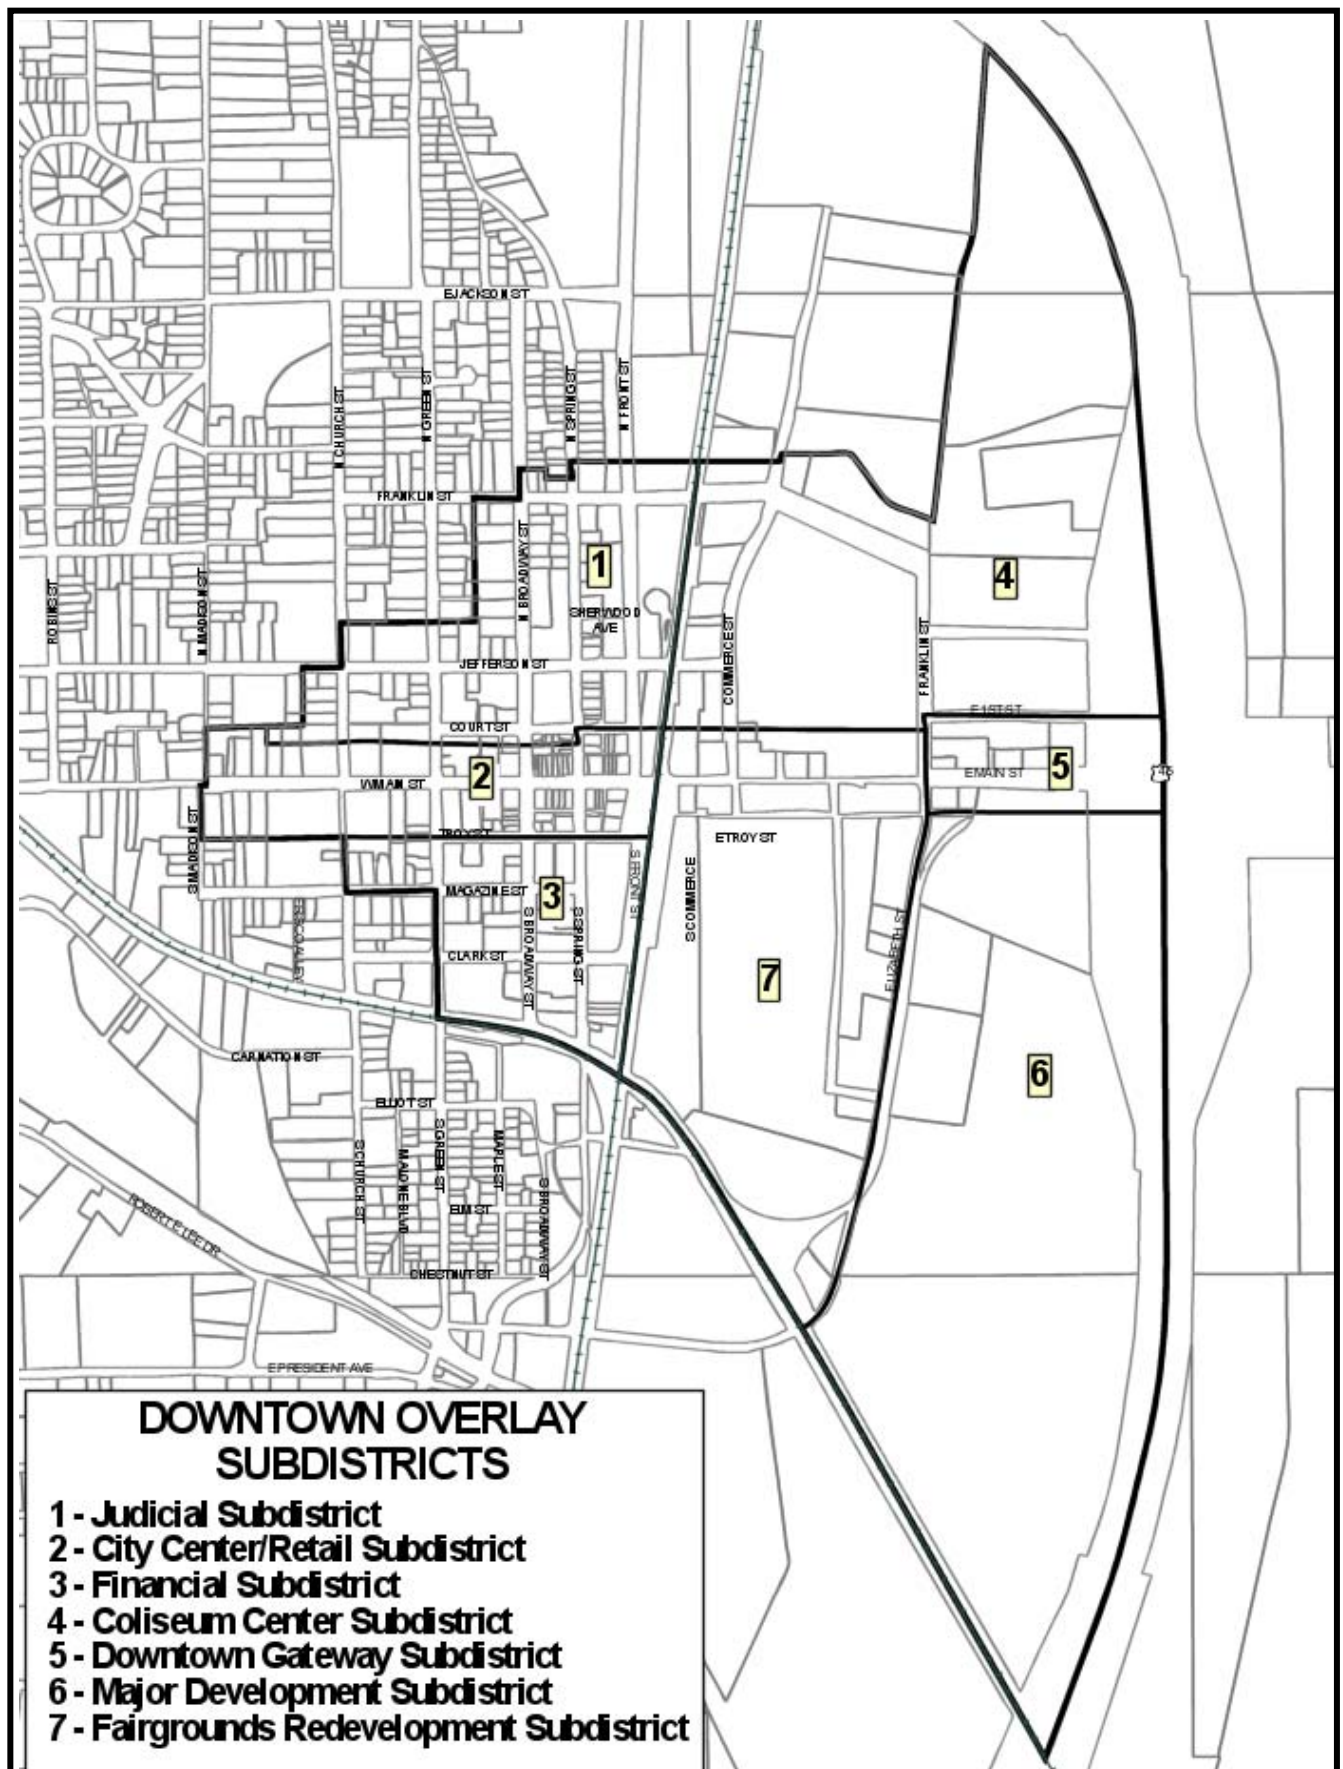 E JACKSON ST
N CHURCH ST
N GREEN ST
N SPRING ST
N FRONT ST
FRANKLIN ST
1
N BROADWAY ST
4
ROBINS ST
N MADISON ST
SHERWOOD
AVE
COMMERCE ST
FRANKLIN ST
JEFFERSON ST
E 1ST ST
COURT ST
2
W MAIN ST
E MAIN ST
5
45
TROY ST
E TROY ST
S MADISON ST
S FRONT ST
S COMMERCE
MAGAZINE ST
3
S BROADWAY ST
S SPRING ST
FRISCO ALLEY
ELIZABETH ST
CLARK ST
7
CARNATION ST
6
ELLIOT ST
S CHURCH ST
MALONE BLVD
S GREEN ST
MAPLE ST
S BROADWAY ST
ELM ST
ROBERT E LEE DR
CHESTNUT ST
E PRESIDENT AVE
DOWNTOWN OVERLAY
SUBDISTRICTS
1 - Judicial Subdistrict
2 - City Center/Retail Subdistrict
3 - Financial Subdistrict
4 - Coliseum Center Subdistrict
5 - Downtown Gateway Subdistrict
6 - Major Development Subdistrict
7 - Fairgrounds Redevelopment Subdistrict